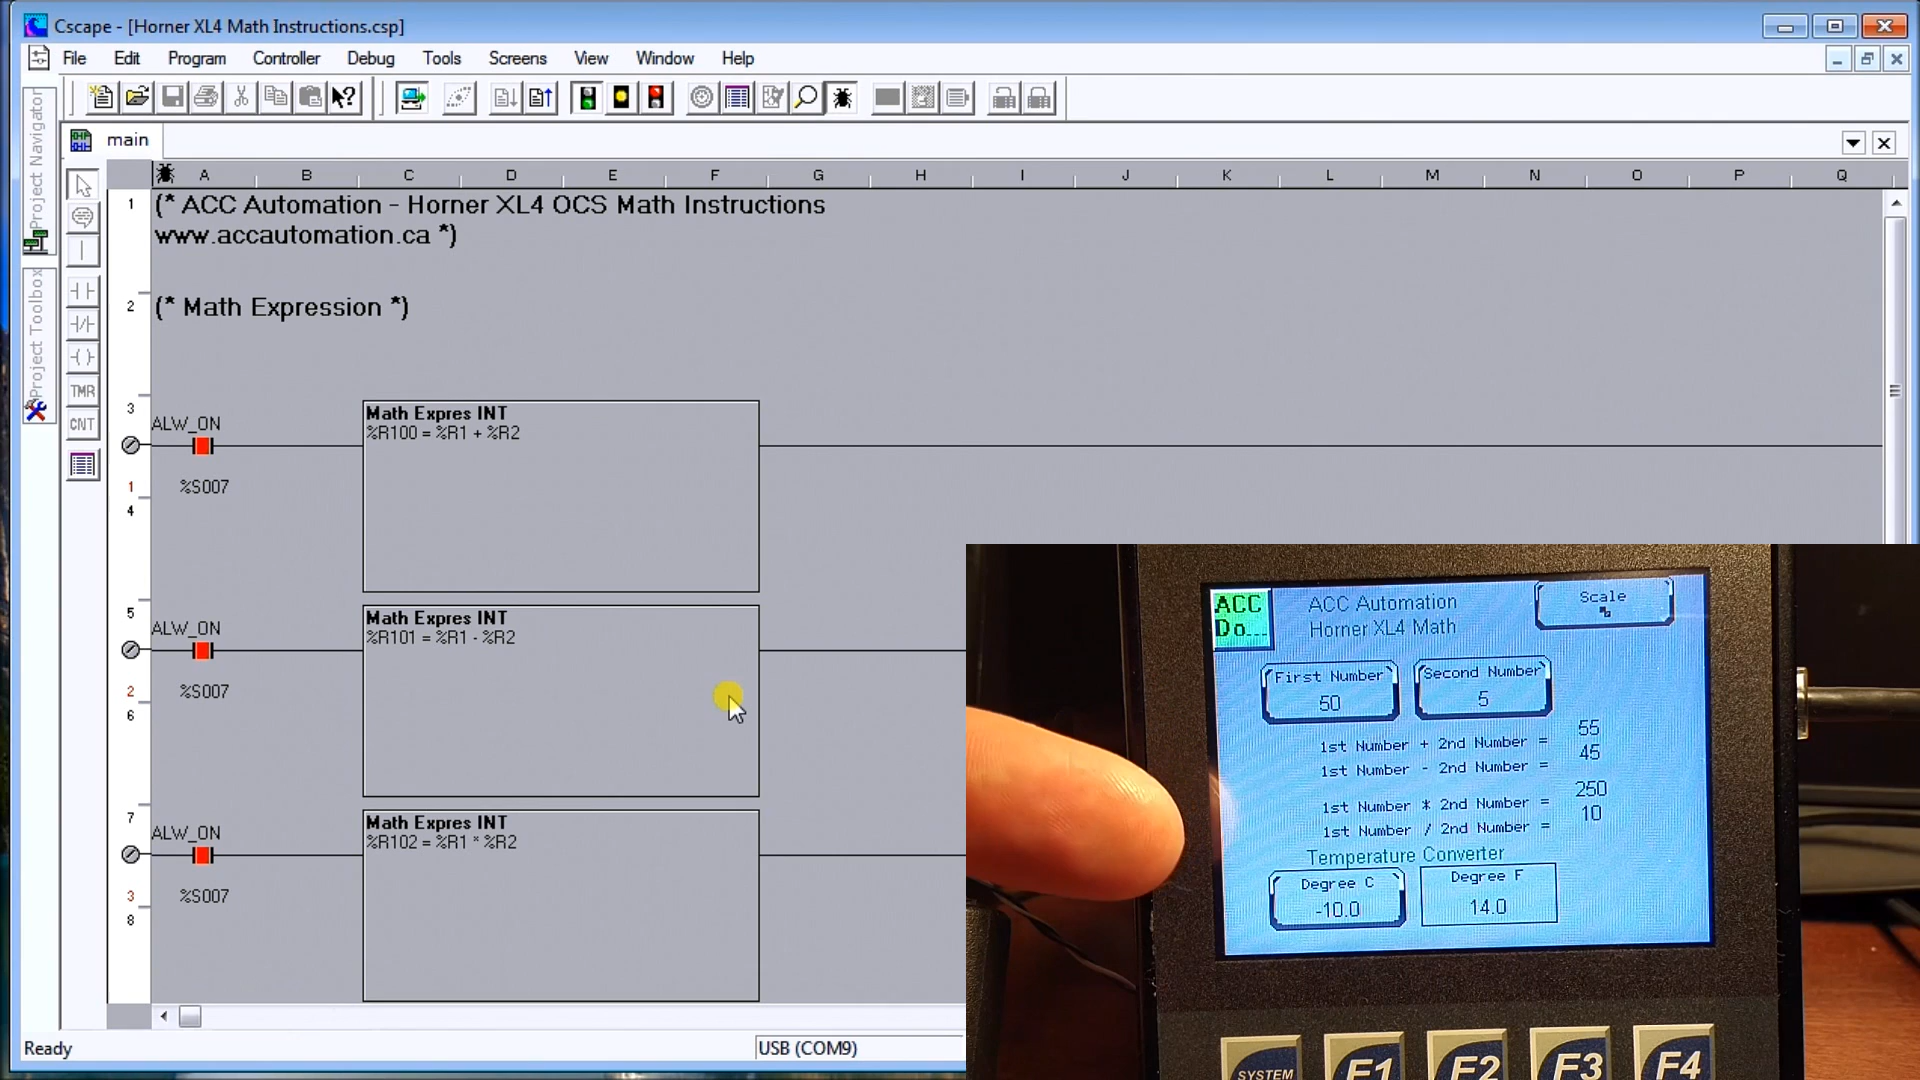 Cscape - [Horner XL4 Math Instructions.csp]
File Edit Program Controller Debug Tools Screens View Window Help
main
Project Navigator
Project Toolbox
TMR
CNT
A B C D E F G H I J K L M N O P Q
1
(* ACC Automation - Horner XL4 OCS Math Instructions
www.accautomation.ca *)
2
(* Math Expression *)
3
ALW_ON
Math Expres INT
%R100 = %R1 + %R2
1
%S007
4
5
ALW_ON
Math Expres INT
%R101 = %R1 - %R2
2
%S007
6
7
ALW_ON
Math Expres INT
%R102 = %R1 * %R2
3
%S007
8
Ready
USB (COM9)
ACC
Do...
ACC Automation
Horner XL4 Math
Scale
First Number
50
Second Number
5
1st Number + 2nd Number = 55
1st Number - 2nd Number = 45
1st Number * 2nd Number = 250
1st Number / 2nd Number = 10
Temperature Converter
Degree C
-10.0
Degree F
14.0
SYSTEM
F1
F2
F3
F4